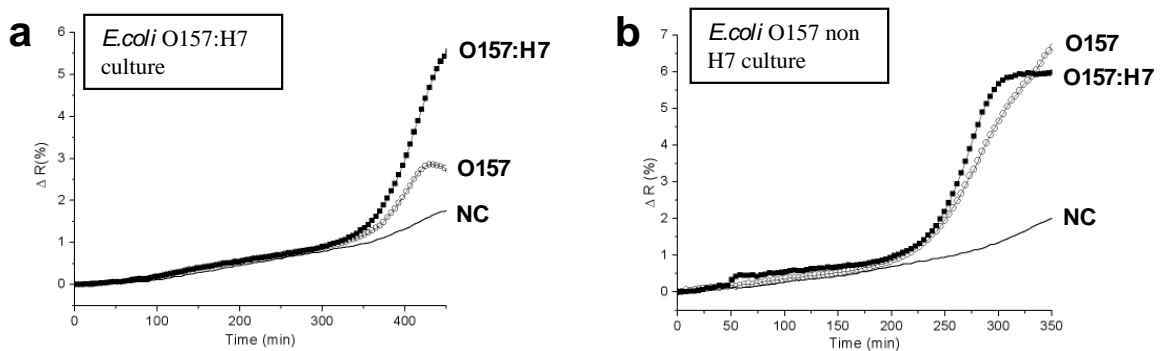 a
E.coli O157:H7
culture
6
5
4
3
2
1
0
Δ R(%)
0 100 200 300 400
Time (min)
O157:H7
O157
NC
b
E.coli O157 non
H7 culture
7
6
5
4
3
2
1
0
Δ R (%)
0 50 100 150 200 250 300 350
Time (min)
O157
O157:H7
NC